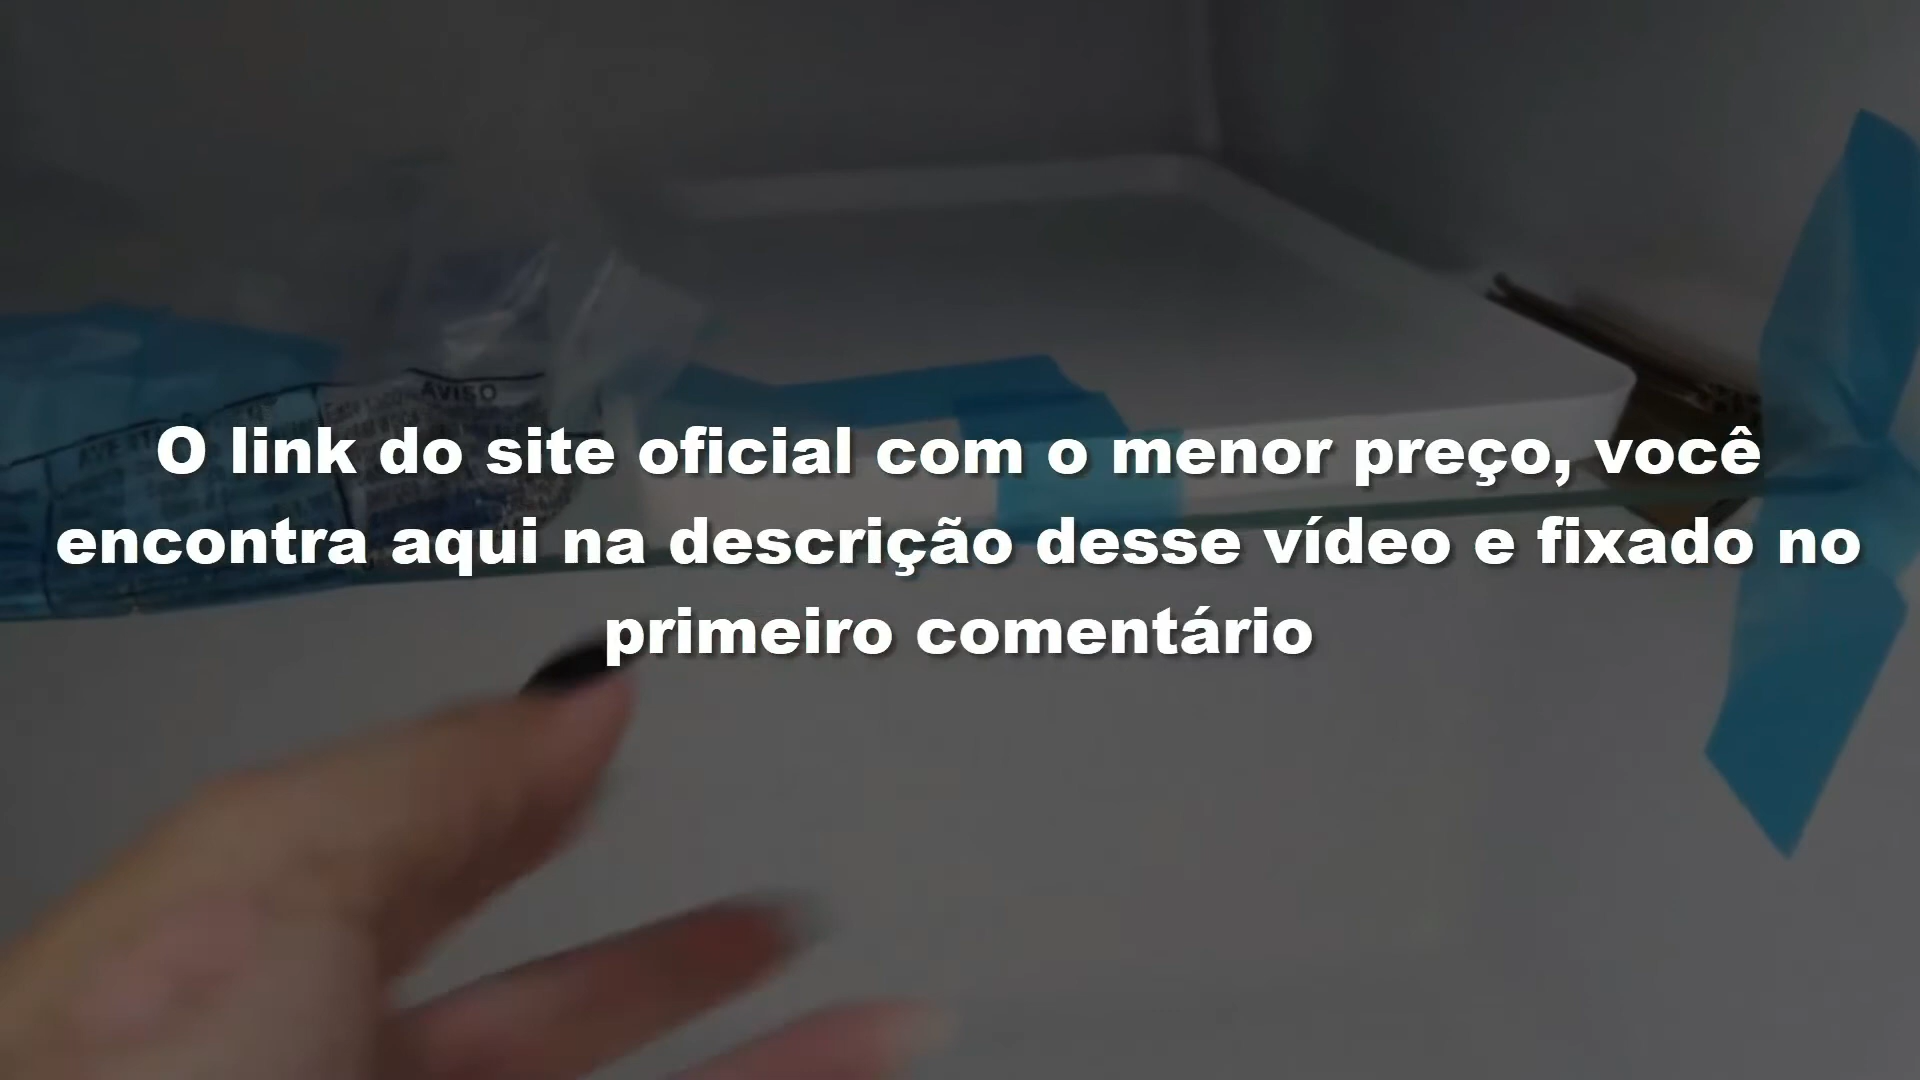 AVISO
O link do site oficial com o menor preço, você
encontra aqui na descrição desse vídeo e fixado no
primeiro comentário